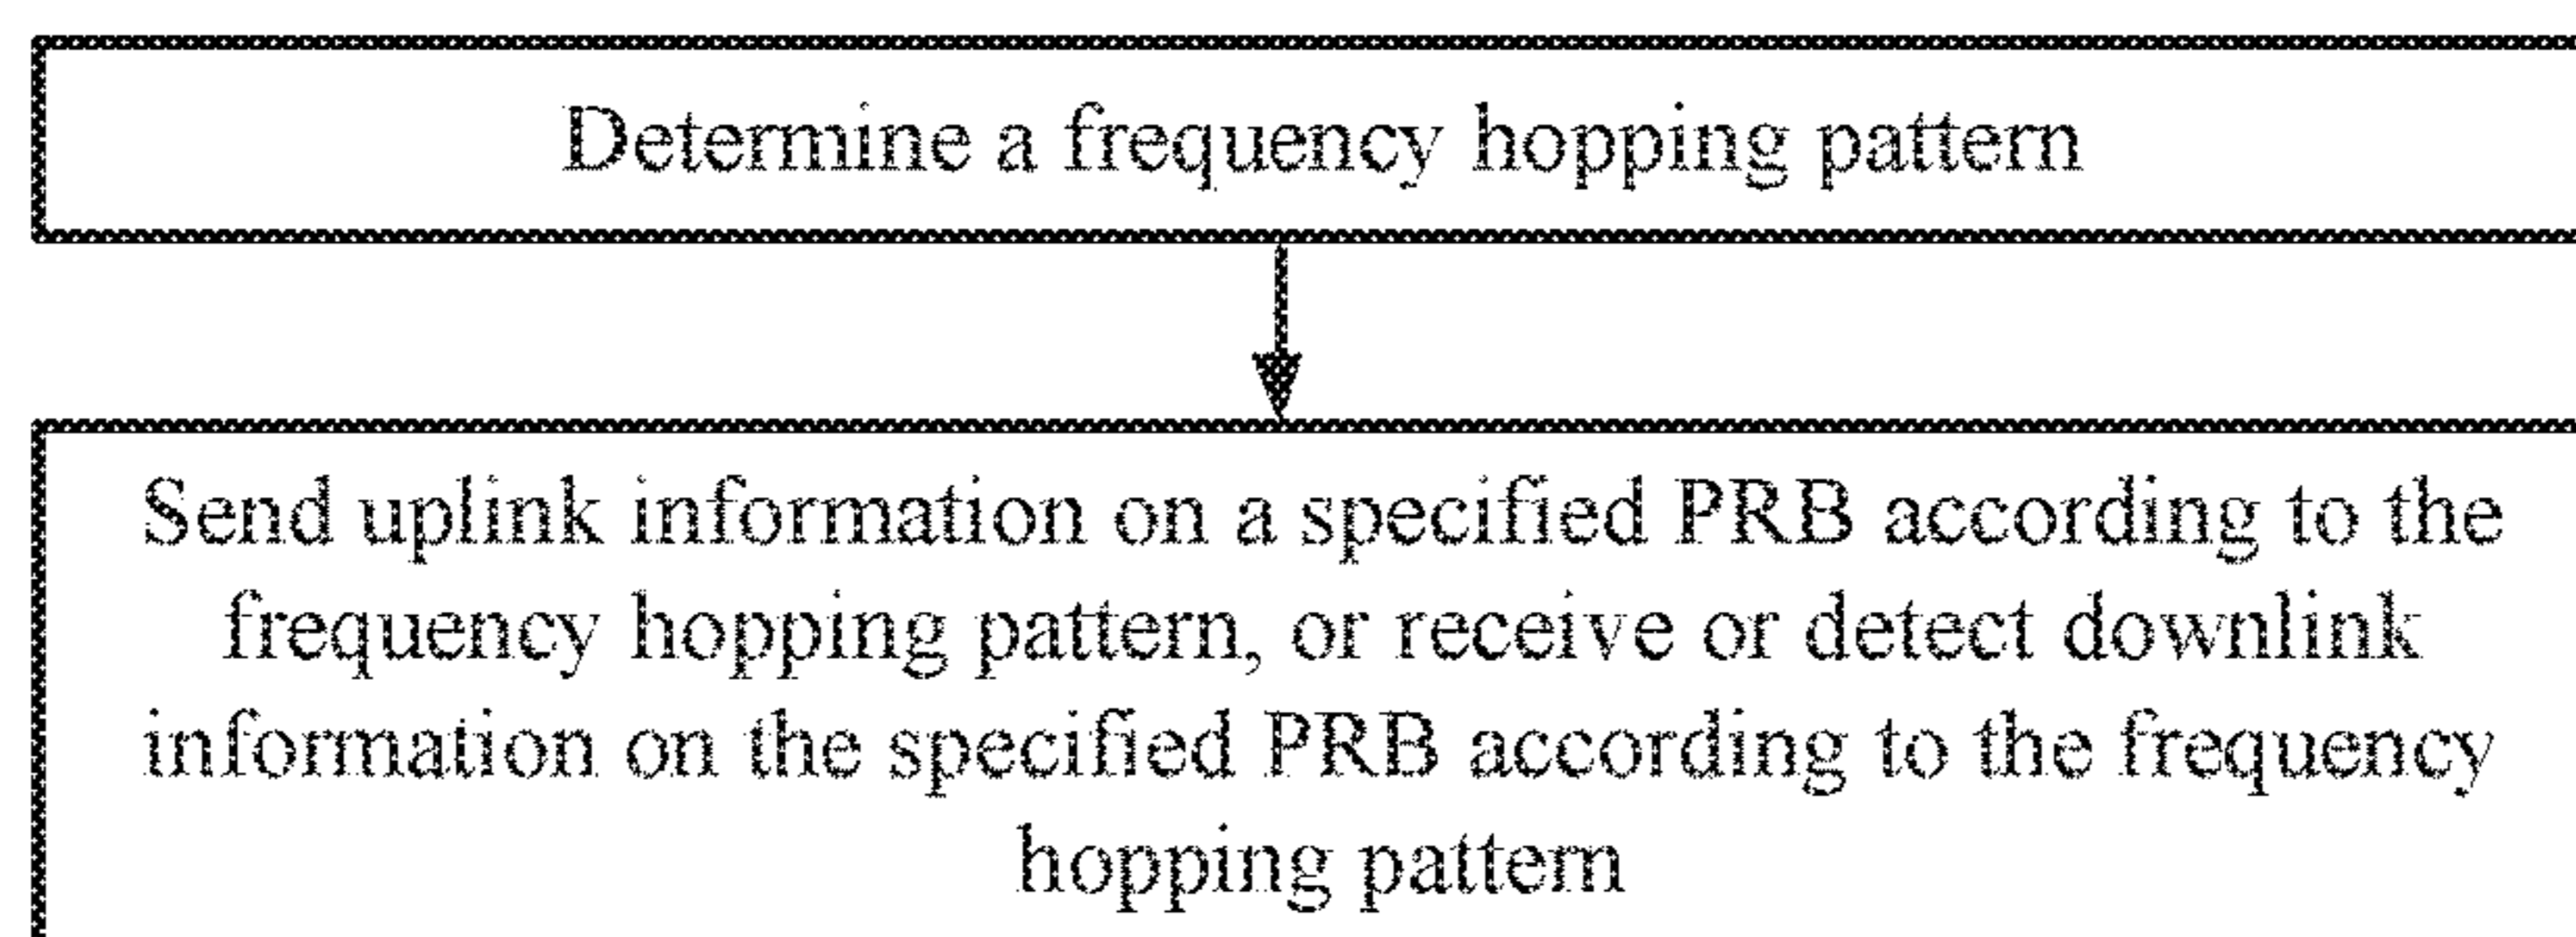 Determine a frequency hopping pattern
Send uplink information on a specified PRB according to the
frequency hopping pattern, or receive or detect downlink
information on the specified PRB according to the frequency
hopping pattern